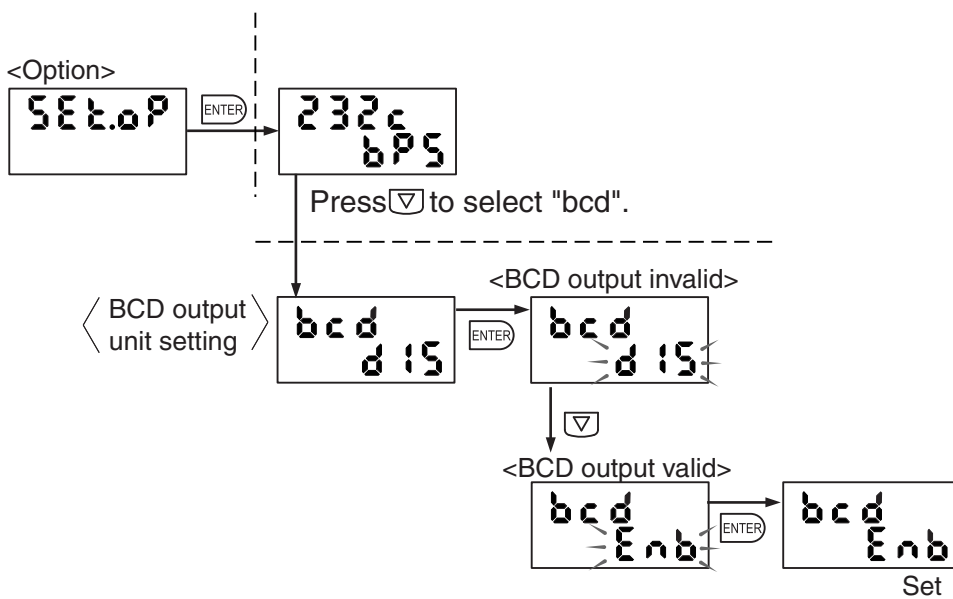 <Option>
SEt.oP
ENTER
232c
bPS
Press to select "bcd".
BCD output
unit setting
bcd
dIS
ENTER
<BCD output invalid>
bcd
dIS
<BCD output valid>
bcd
Enb
ENTER
bcd
Enb
Set